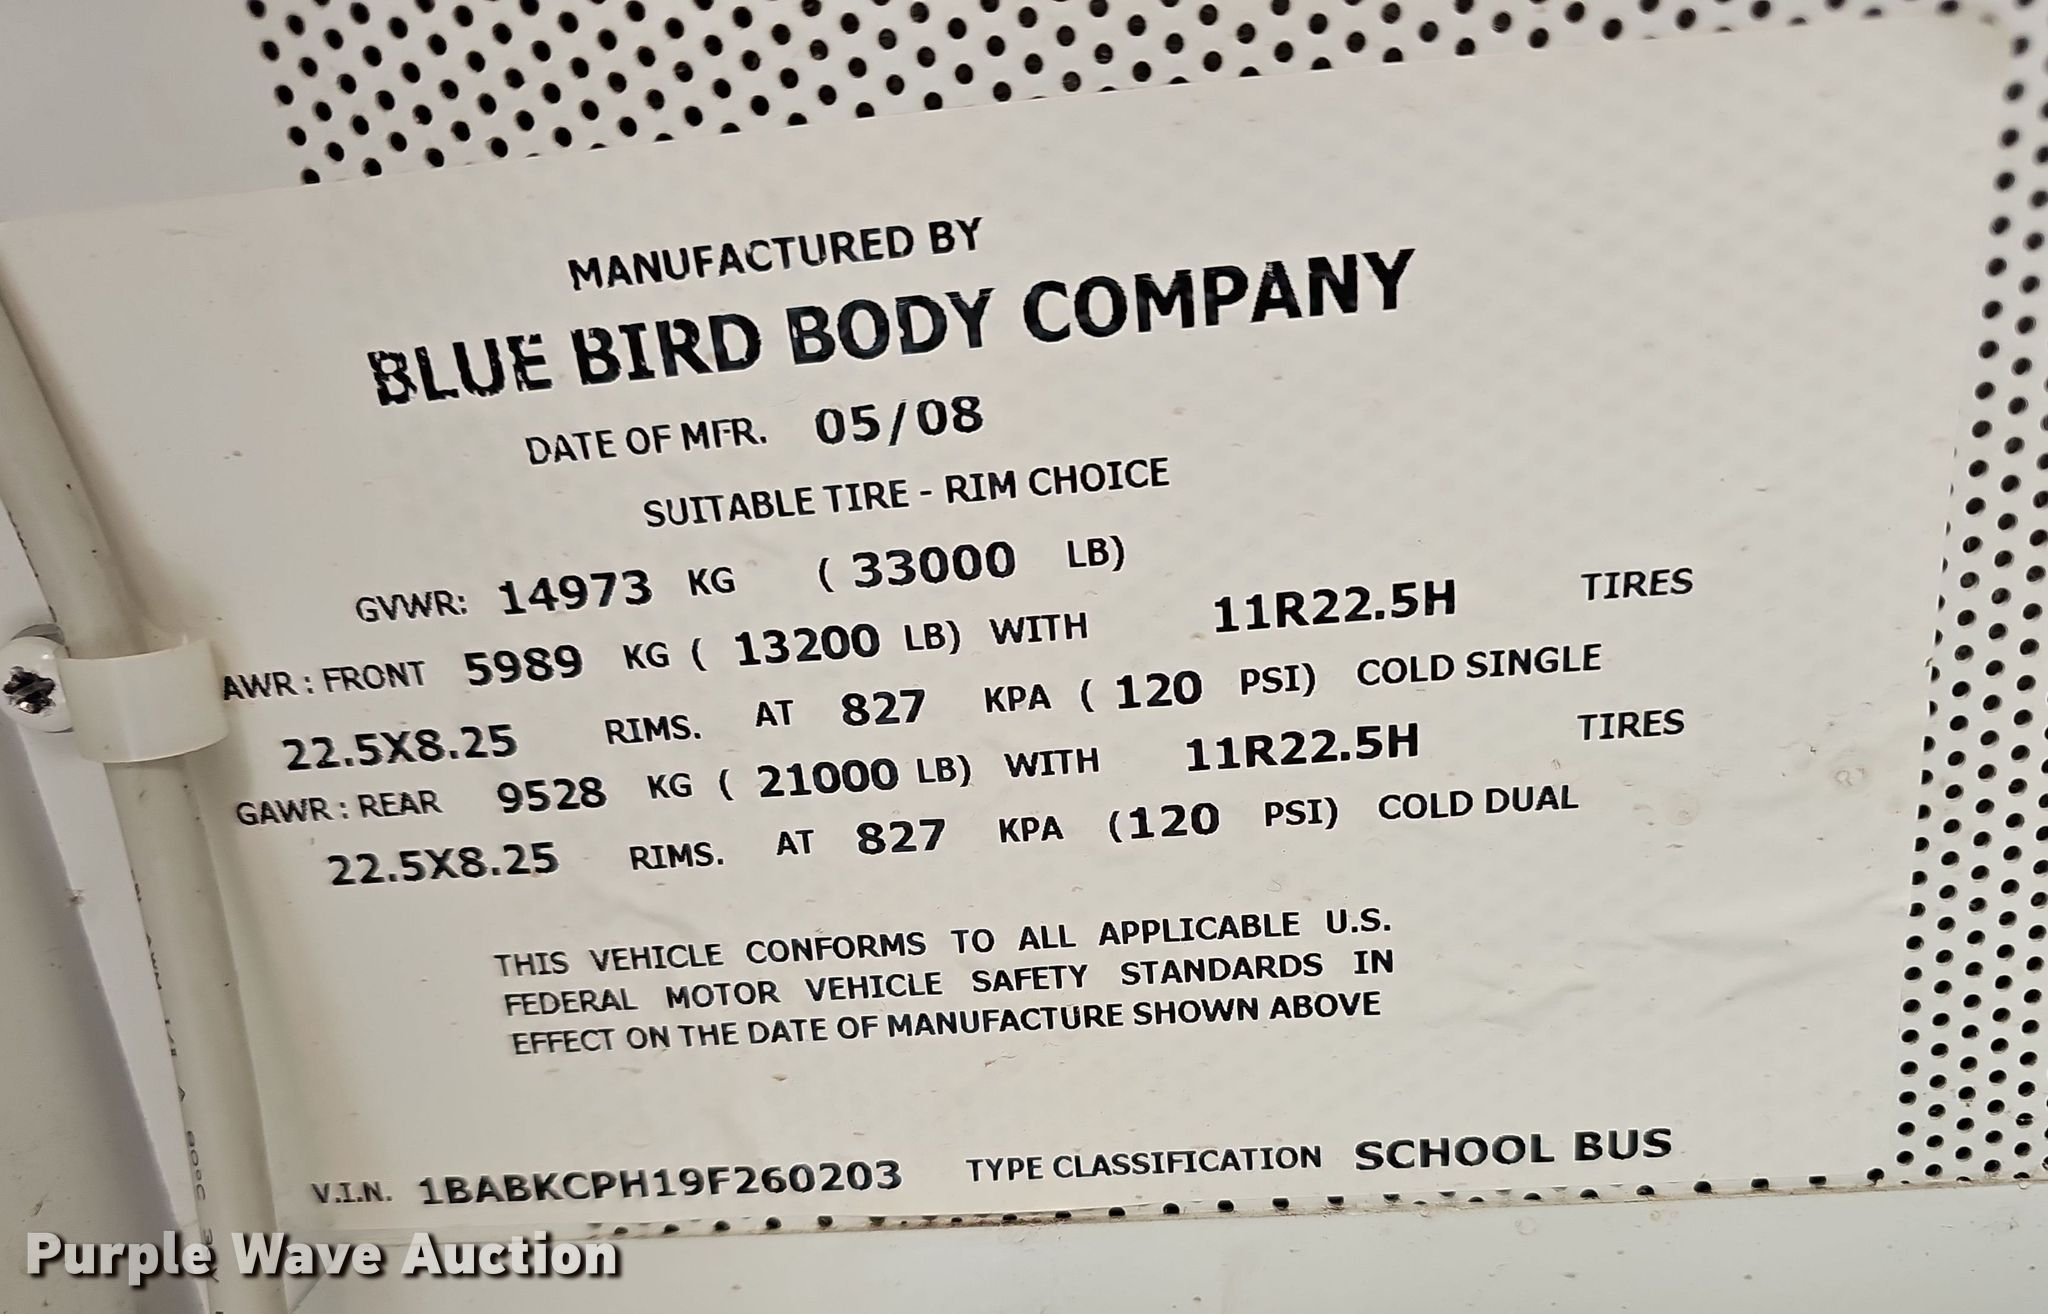 MANUFACTURED BY
BLUE BIRD BODY COMPANY
DATE OF MFR. 05/08
SUITABLE TIRE - RIM CHOICE
GVWR: 14973 KG ( 33000 LB)
AWR : FRONT 5989 KG ( 13200 LB) WITH 11R22.5H TIRES
22.5X8.25 RIMS. AT 827 KPA ( 120 PSI) COLD SINGLE
GAWR : REAR 9528 KG ( 21000 LB) WITH 11R22.5H TIRES
22.5X8.25 RIMS. AT 827 KPA (120 PSI) COLD DUAL
THIS VEHICLE CONFORMS TO ALL APPLICABLE U.S.
FEDERAL MOTOR VEHICLE SAFETY STANDARDS IN
EFFECT ON THE DATE OF MANUFACTURE SHOWN ABOVE
V.I.N. 1BABKCPH19F260203 TYPE CLASSIFICATION SCHOOL BUS
Purple Wave Auction